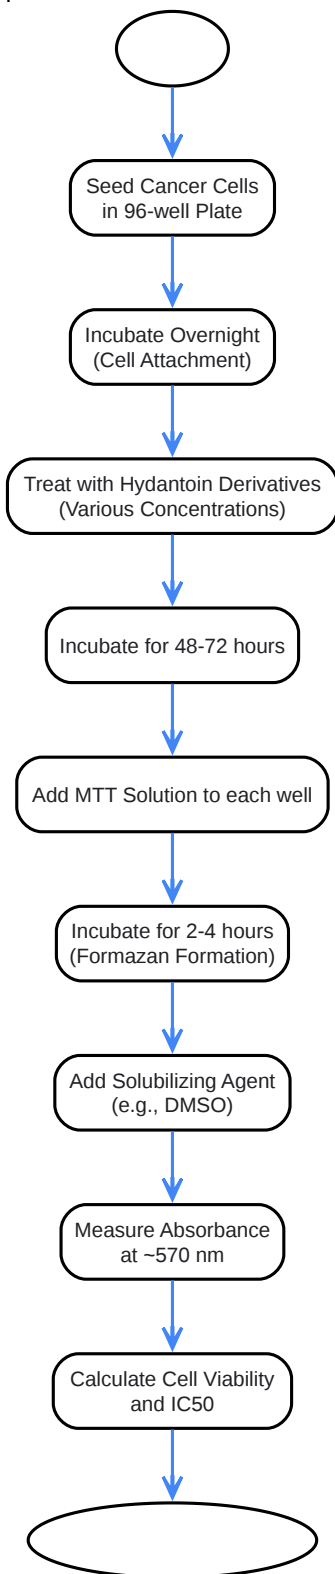 Seed Cancer Cells
in 96-well Plate
Incubate Overnight
(Cell Attachment)
Treat with Hydantoin Derivatives
(Various Concentrations)
Incubate for 48-72 hours
Add MTT Solution to each well
Incubate for 2-4 hours
(Formazan Formation)
Add Solubilizing Agent
(e.g., DMSO)
Measure Absorbance
at ~570 nm
Calculate Cell Viability
and IC50